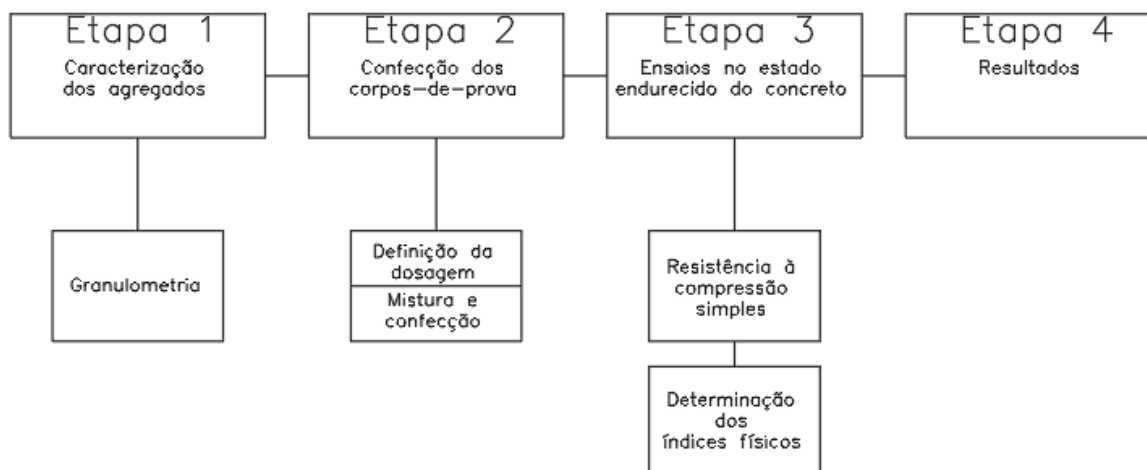 Etapa 1
Caracterização
dos agregados
Granulometria
Etapa 2
Confecção dos
corpos-de-prova
Definição da
dosagem
Mistura e
confecção
Etapa 3
Ensaios no estado
endurecido do concreto
Resistência à
compressão
simples
Determinação
dos
índices físicos
Etapa 4
Resultados